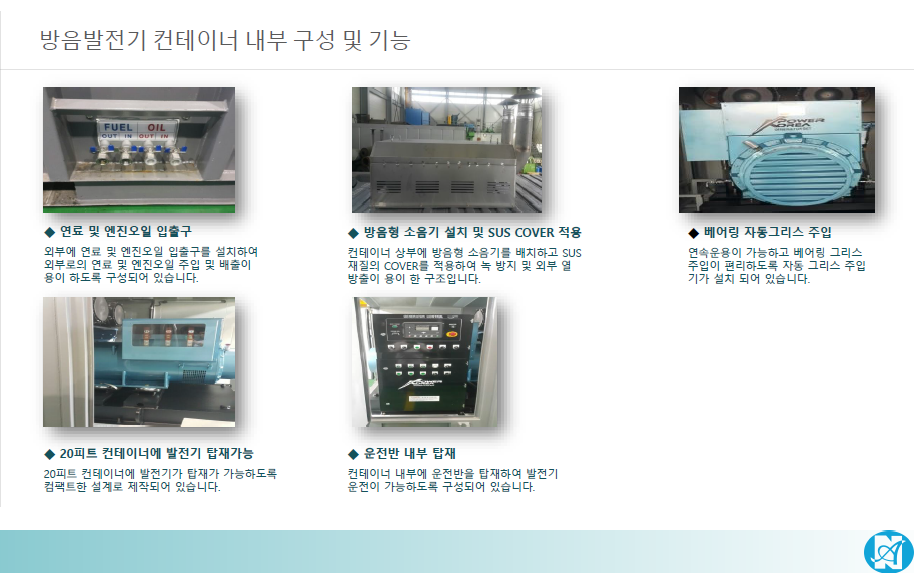 방음발전기 컨테이너 내부 구성 및 기능
FUEL OIL
OUT IN OUT IN
◆ 연료 및 엔진오일 입출구
외부에 연료 및 엔진오일 입출구를 설치하여
외부로의 연료 및 엔진오일 주입 및 배출이
용이 하도록 구성되어 있습니다.
◆ 방음형 소음기 설치 및 SUS COVER 적용
컨테이너 상부에 방음형 소음기를 배치하고 SUS
재질의 COVER를 적용하여 녹 방지 및 외부 열
방출이 용이 한 구조입니다.
POWER
KOREA
◆ 베어링 자동그리스 주입
연속운용이 가능하고 베어링 그리스
주입이 편리하도록 자동 그리스 주입
기가 설치 되어 있습니다.
◆ 20피트 컨테이너에 발전기 탑재가능
20피트 컨테이너에 발전기가 탑재가 가능하도록
컴팩트한 설계로 제작되어 있습니다.
GENERATOR CONTROL
POWER
KOREA
◆ 운전반 내부 탑재
컨테이너 내부에 운전반을 탑재하여 발전기
운전이 가능하도록 구성되어 있습니다.